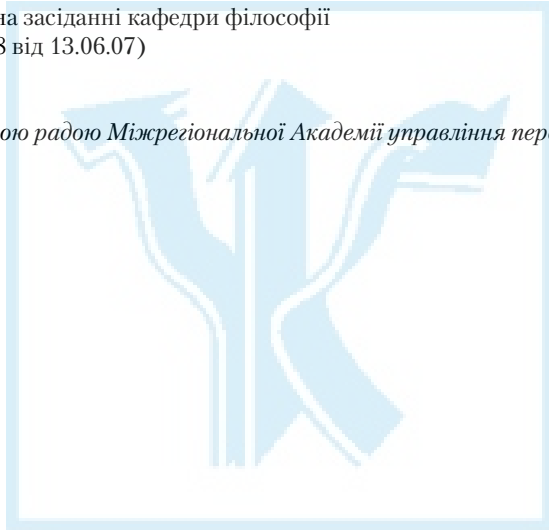 на засіданні кафедри філософії
8 від 13.06.07)
ою радою Міжрегіональної Академії управління пер